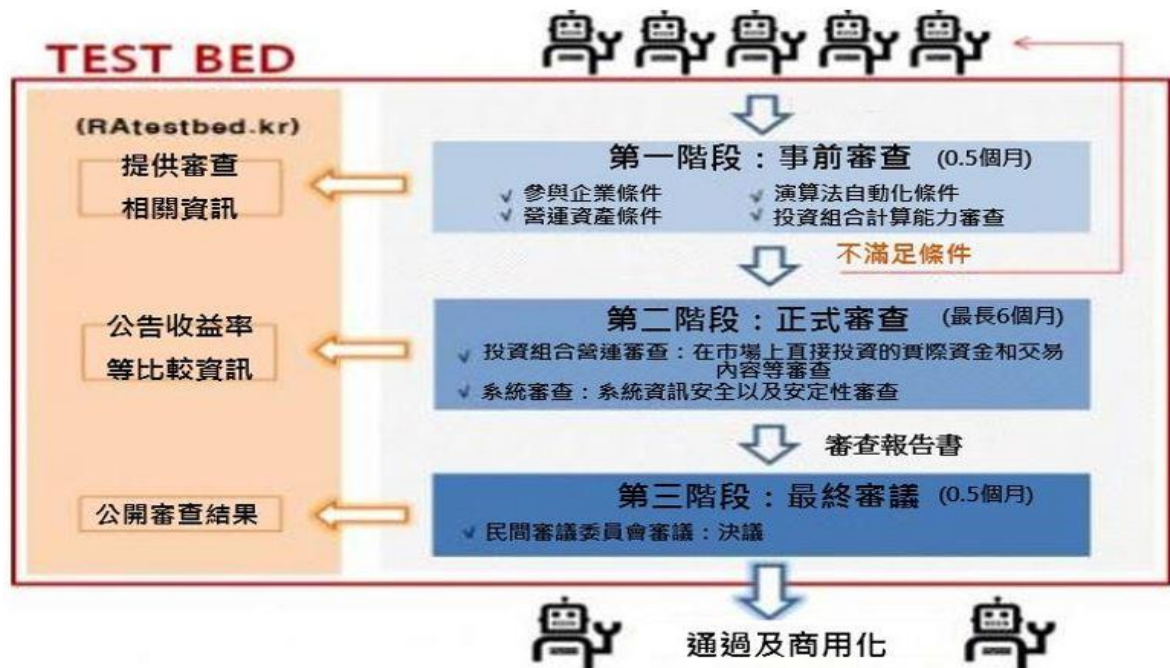 TEST BED
(RAtestbed.kr)
提供審查
相關資訊
第一階段：事前審查 (0.5個月)
✓ 參與企業條件 ✓ 演算法自動化條件
✓ 營運資產條件 ✓ 投資組合計算能力審查
不滿足條件
公告收益率
等比較資訊
第二階段：正式審查 (最長6個月)
✓ 投資組合營運審查：在市場上直接投資的實際資金和交易
內容等審查
✓ 系統審查：系統資訊安全以及安定性審查
審查報告書
公開審查結果
第三階段：最終審議 (0.5個月)
✓ 民間審議委員會審議：決議
通過及商用化